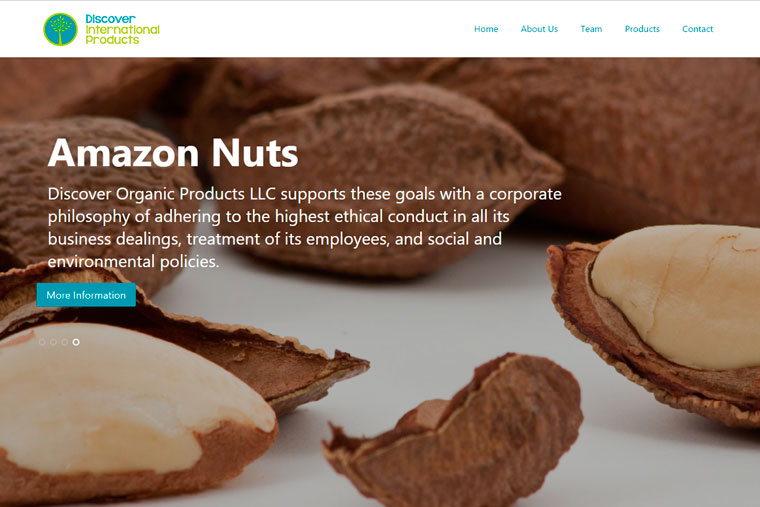 Discover
International
Products
Home
About Us
Team
Products
Contact
Amazon Nuts
Discover Organic Products LLC supports these goals with a corporate
philosophy of adhering to the highest ethical conduct in all its
business dealings, treatment of its employees, and social and
environmental policies.
More Information